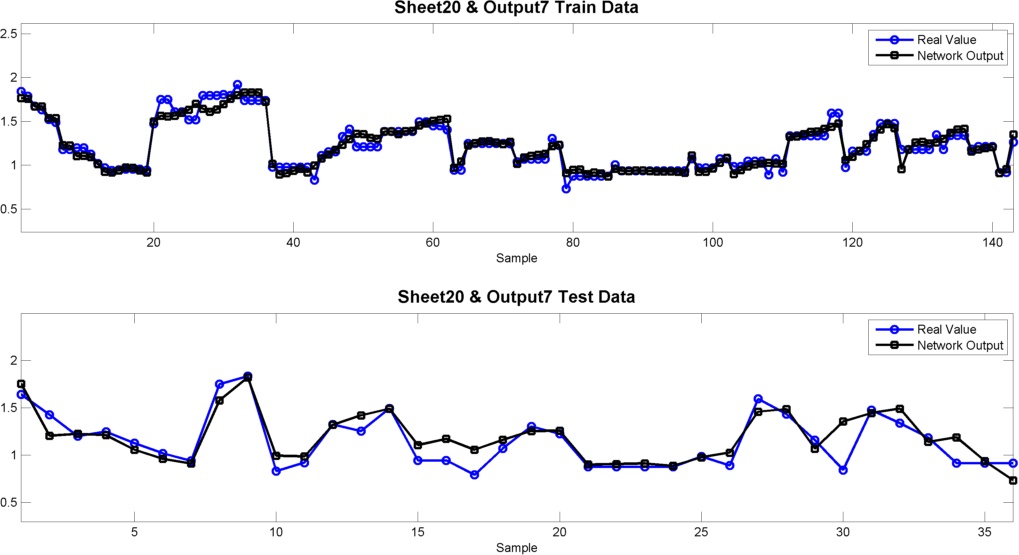 Sheet20 & Output7 Train Data
2.5
2
1.5
1
0.5
Real Value
Network Output
20 40 60 80 100 120 140
Sample
Sheet20 & Output7 Test Data
2
1.5
1
0.5
Real Value
Network Output
5 10 15 20 25 30 35
Sample